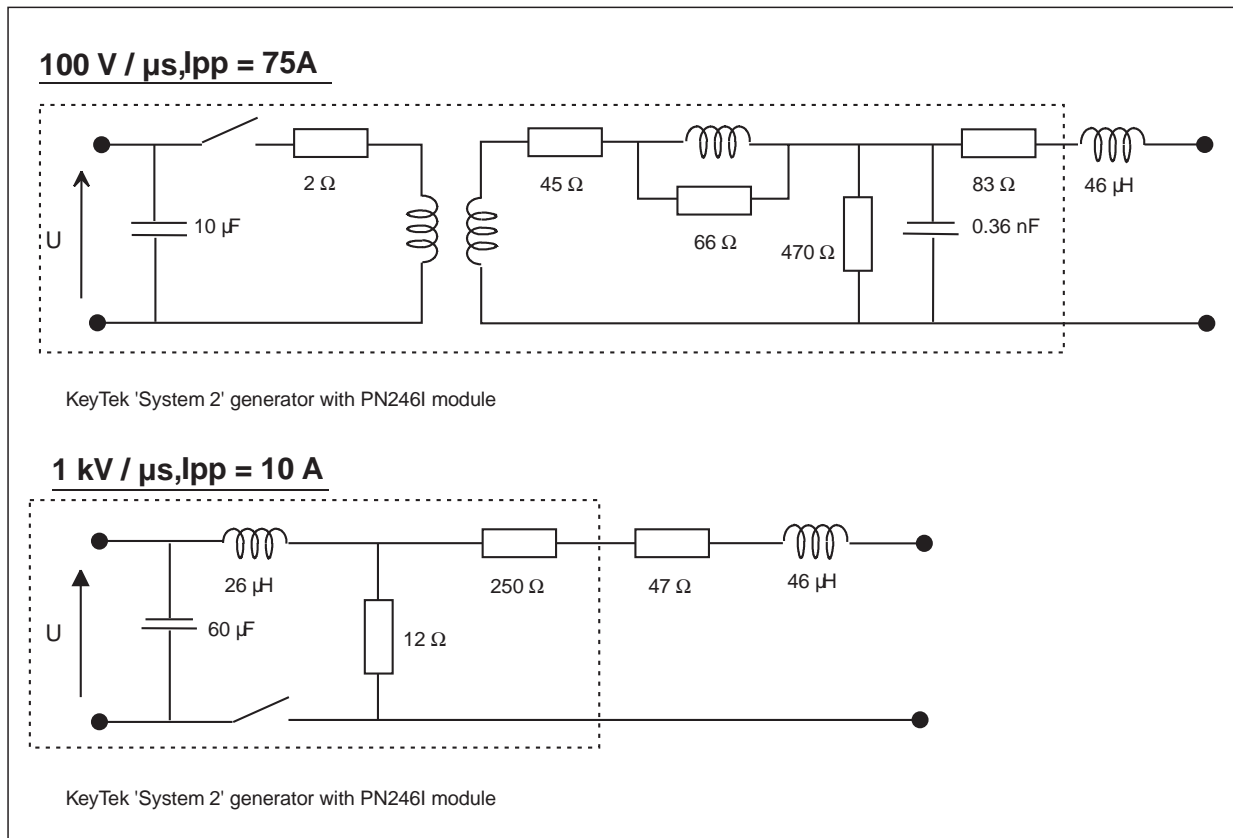 100 V / µs,Ipp = 75A
2 Ω
45 Ω
83 Ω
46 µH
U
10 µF
66 Ω
470 Ω
0.36 nF
KeyTek 'System 2' generator with PN246I module
1 kV / µs,Ipp = 10 A
26 µH
250 Ω
47 Ω
46 µH
U
60 µF
12 Ω
KeyTek 'System 2' generator with PN246I module